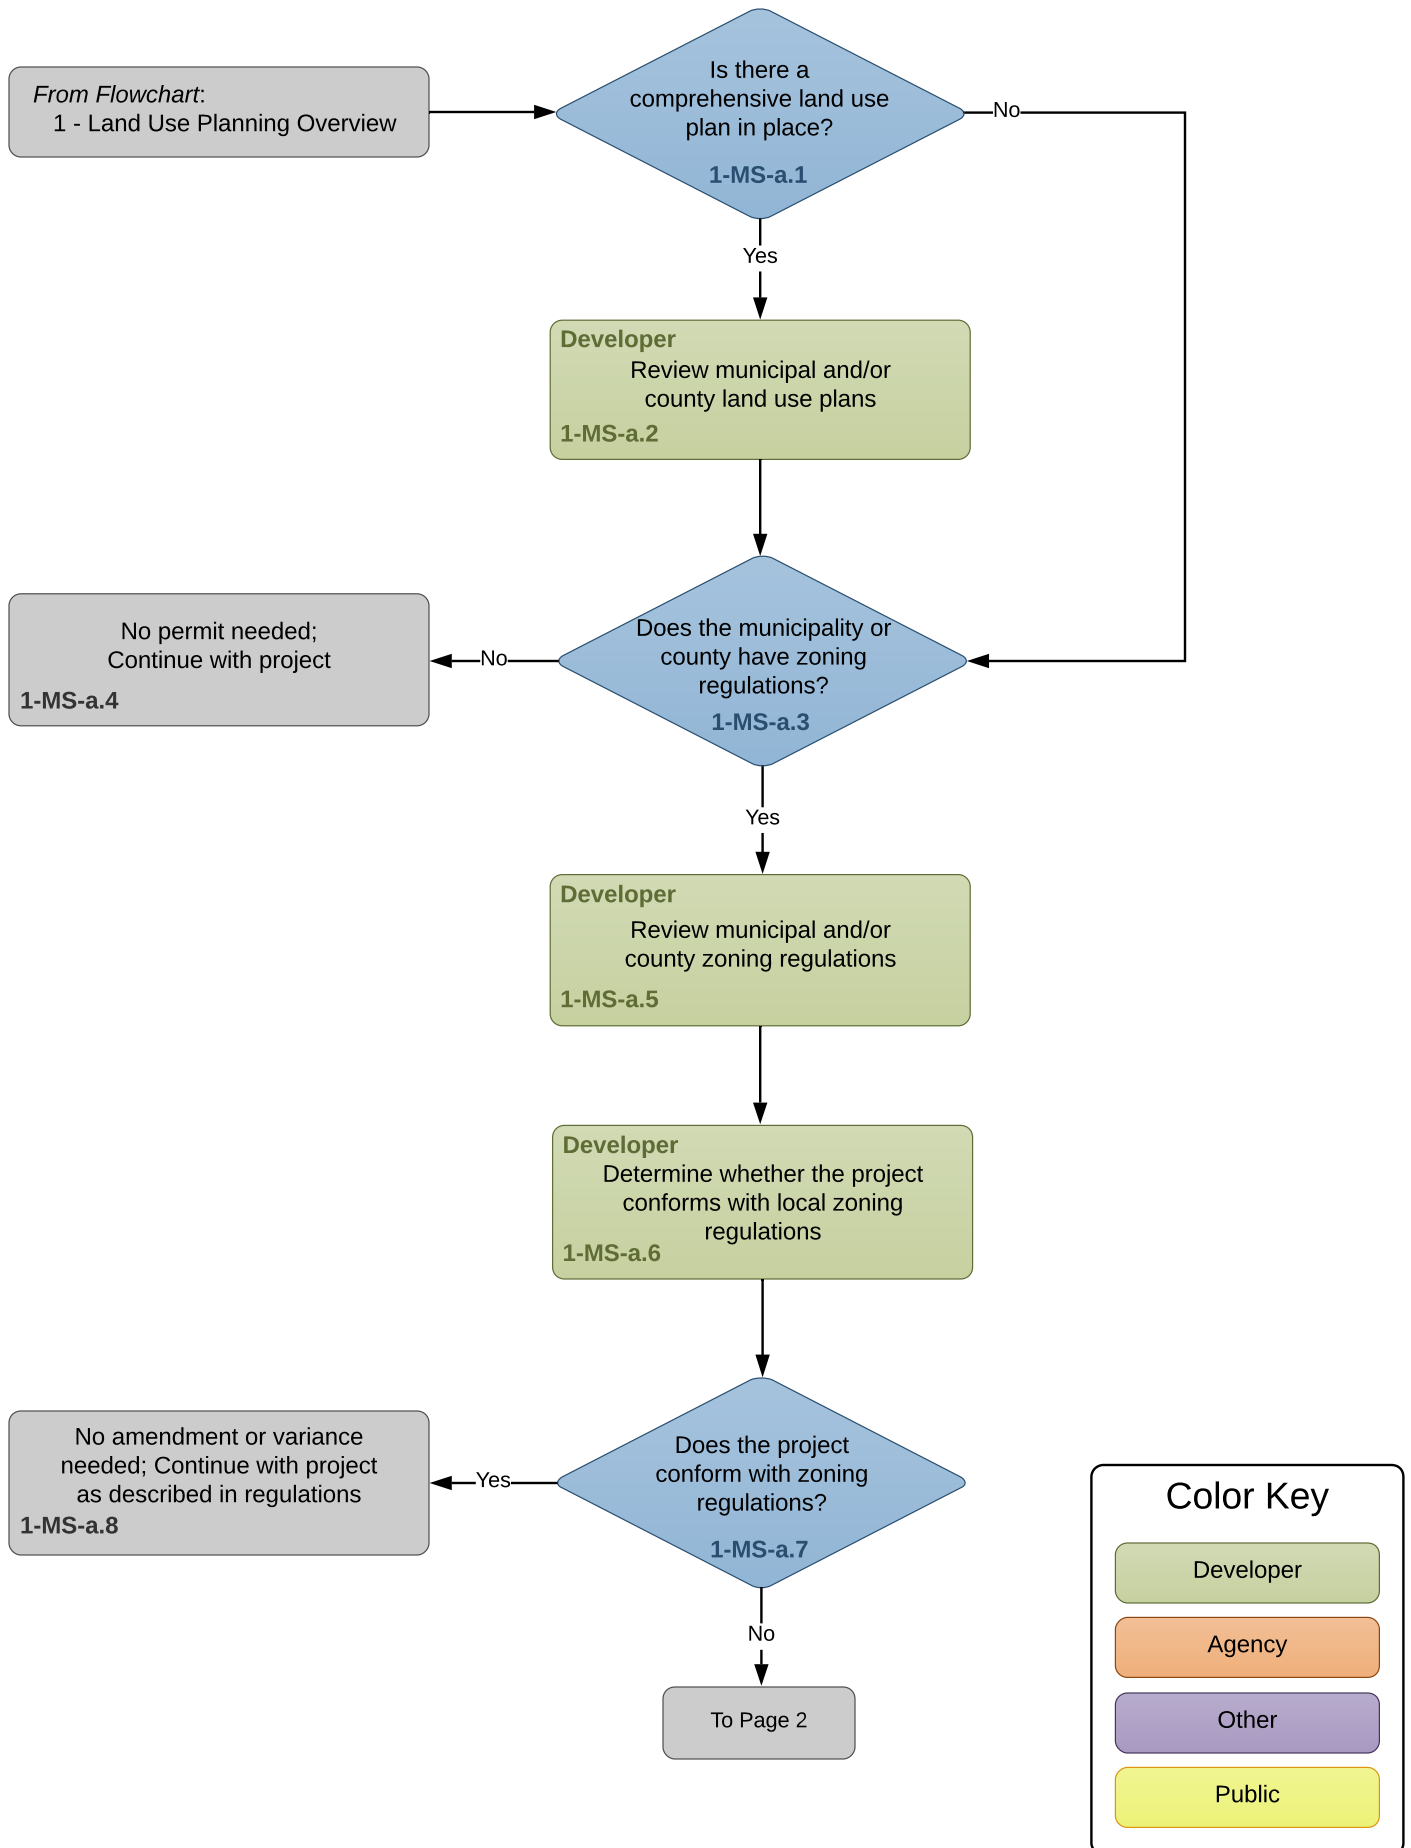 Is there a
comprehensive land use
plan in place?
1-MS-a.1
From Flowchart:
1 - Land Use Planning Overview
No
Yes
Developer
Review municipal and/or
county land use plans
1-MS-a.2
Does the municipality or
county have zoning
regulations?
1-MS-a.3
No
No permit needed;
Continue with project
1-MS-a.4
Yes
Developer
Review municipal and/or
county zoning regulations
1-MS-a.5
Developer
Determine whether the project
conforms with local zoning
regulations
1-MS-a.6
Does the project
conform with zoning
regulations?
1-MS-a.7
Yes
No amendment or variance
needed; Continue with project
as described in regulations
1-MS-a.8
No
To Page 2
Color Key
Developer
Agency
Other
Public